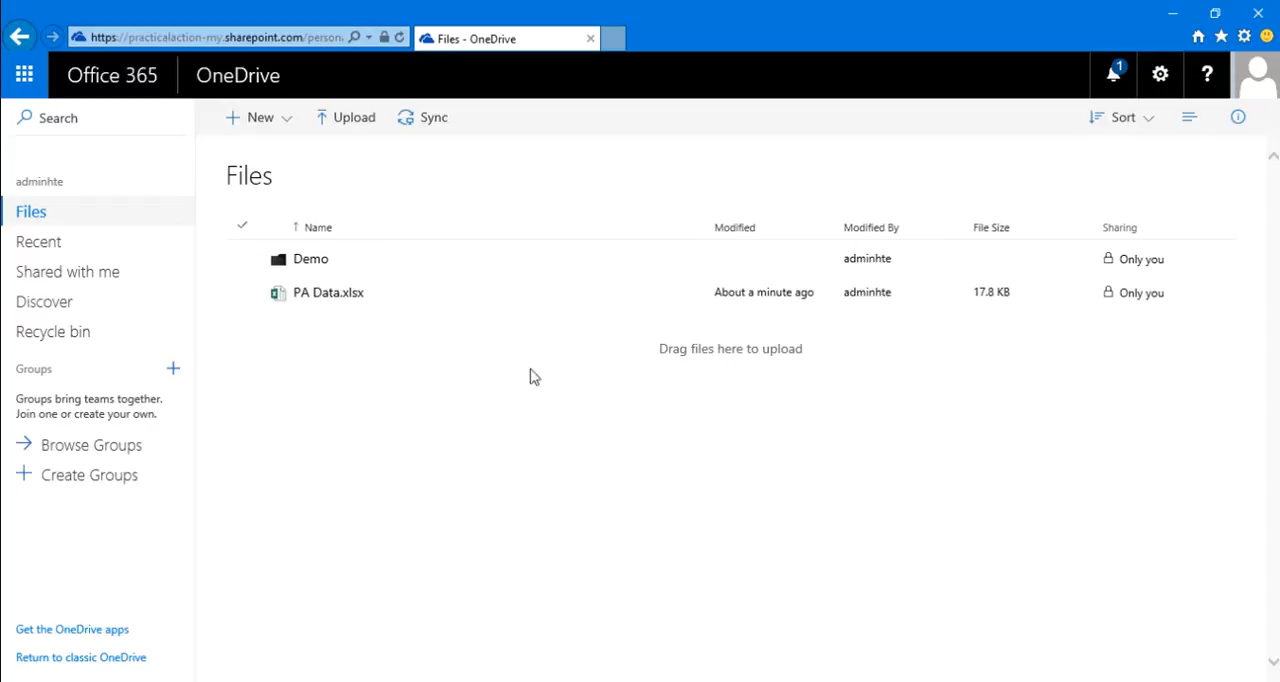 https://practicalaction-my.sharepoint.com/person
Files - OneDrive
Office 365
OneDrive
1
?
Search
New
Upload
Sync
Sort
adminhte
Files
Recent
Shared with me
Discover
Recycle bin
Groups
Groups bring teams together.
Join one or create your own.
Browse Groups
Create Groups
Get the OneDrive apps
Return to classic OneDrive
Files
Name Modified Modified By File Size Sharing
Demo adminhte Only you
PA Data.xlsx About a minute ago adminhte 17.8 KB Only you
Drag files here to upload